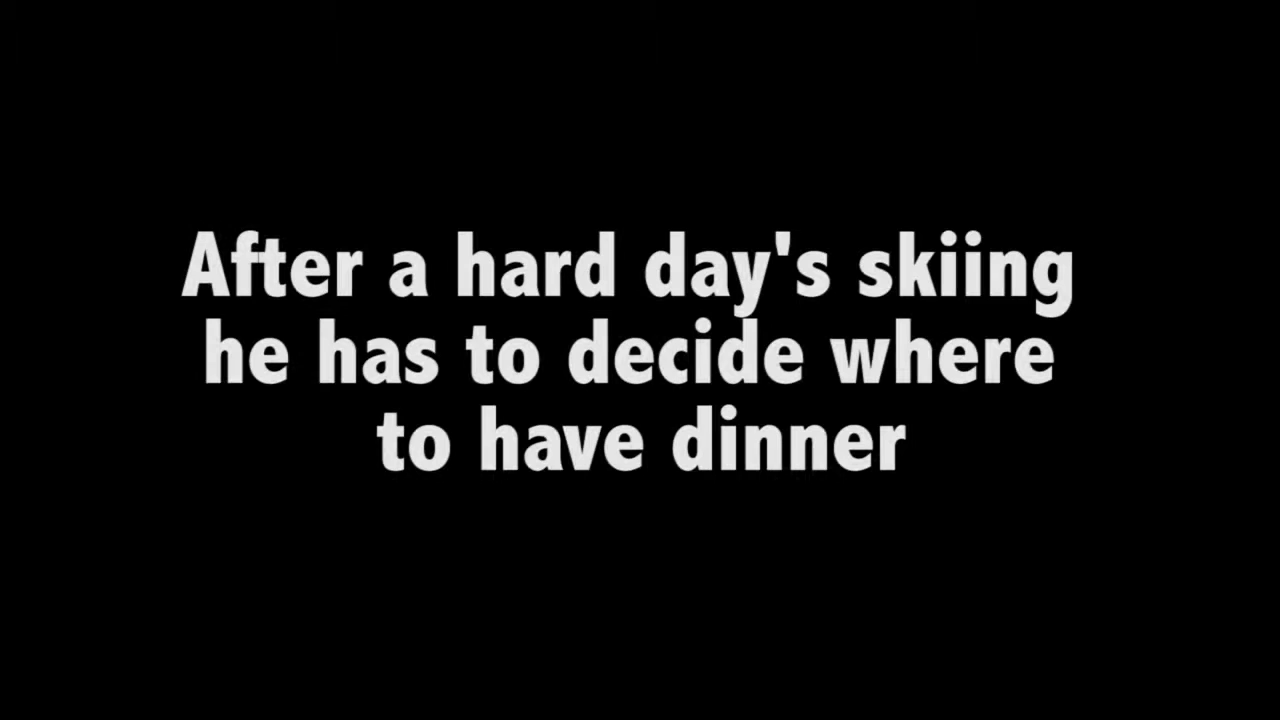 After a hard day's skiing
he has to decide where
to have dinner